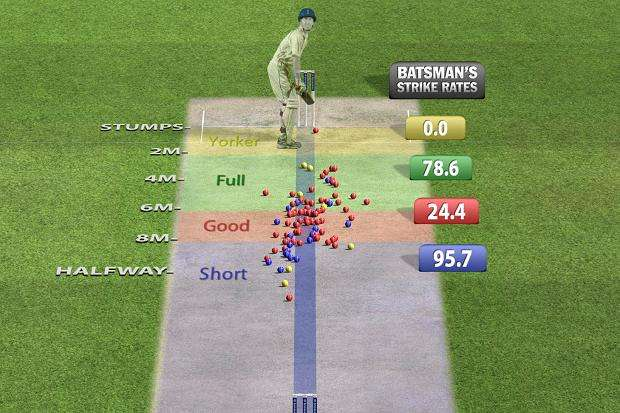 BATSMAN'S
STRIKE RATES
STUMPS-
0.0
Yorker
2M-
78.6
4M-
Full
6M-
24.4
Good
8M-
95.7
HALFWAY-
Short